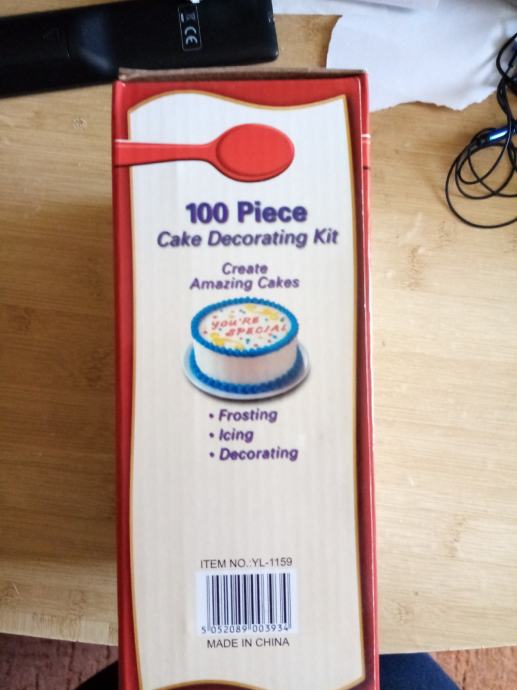 CE
100 Piece
Cake Decorating Kit
Create
Amazing Cakes
YOU'RE
SPECIAL
• Frosting
• Icing
• Decorating
ITEM NO.:YL-1159
5 052089 003934
MADE IN CHINA